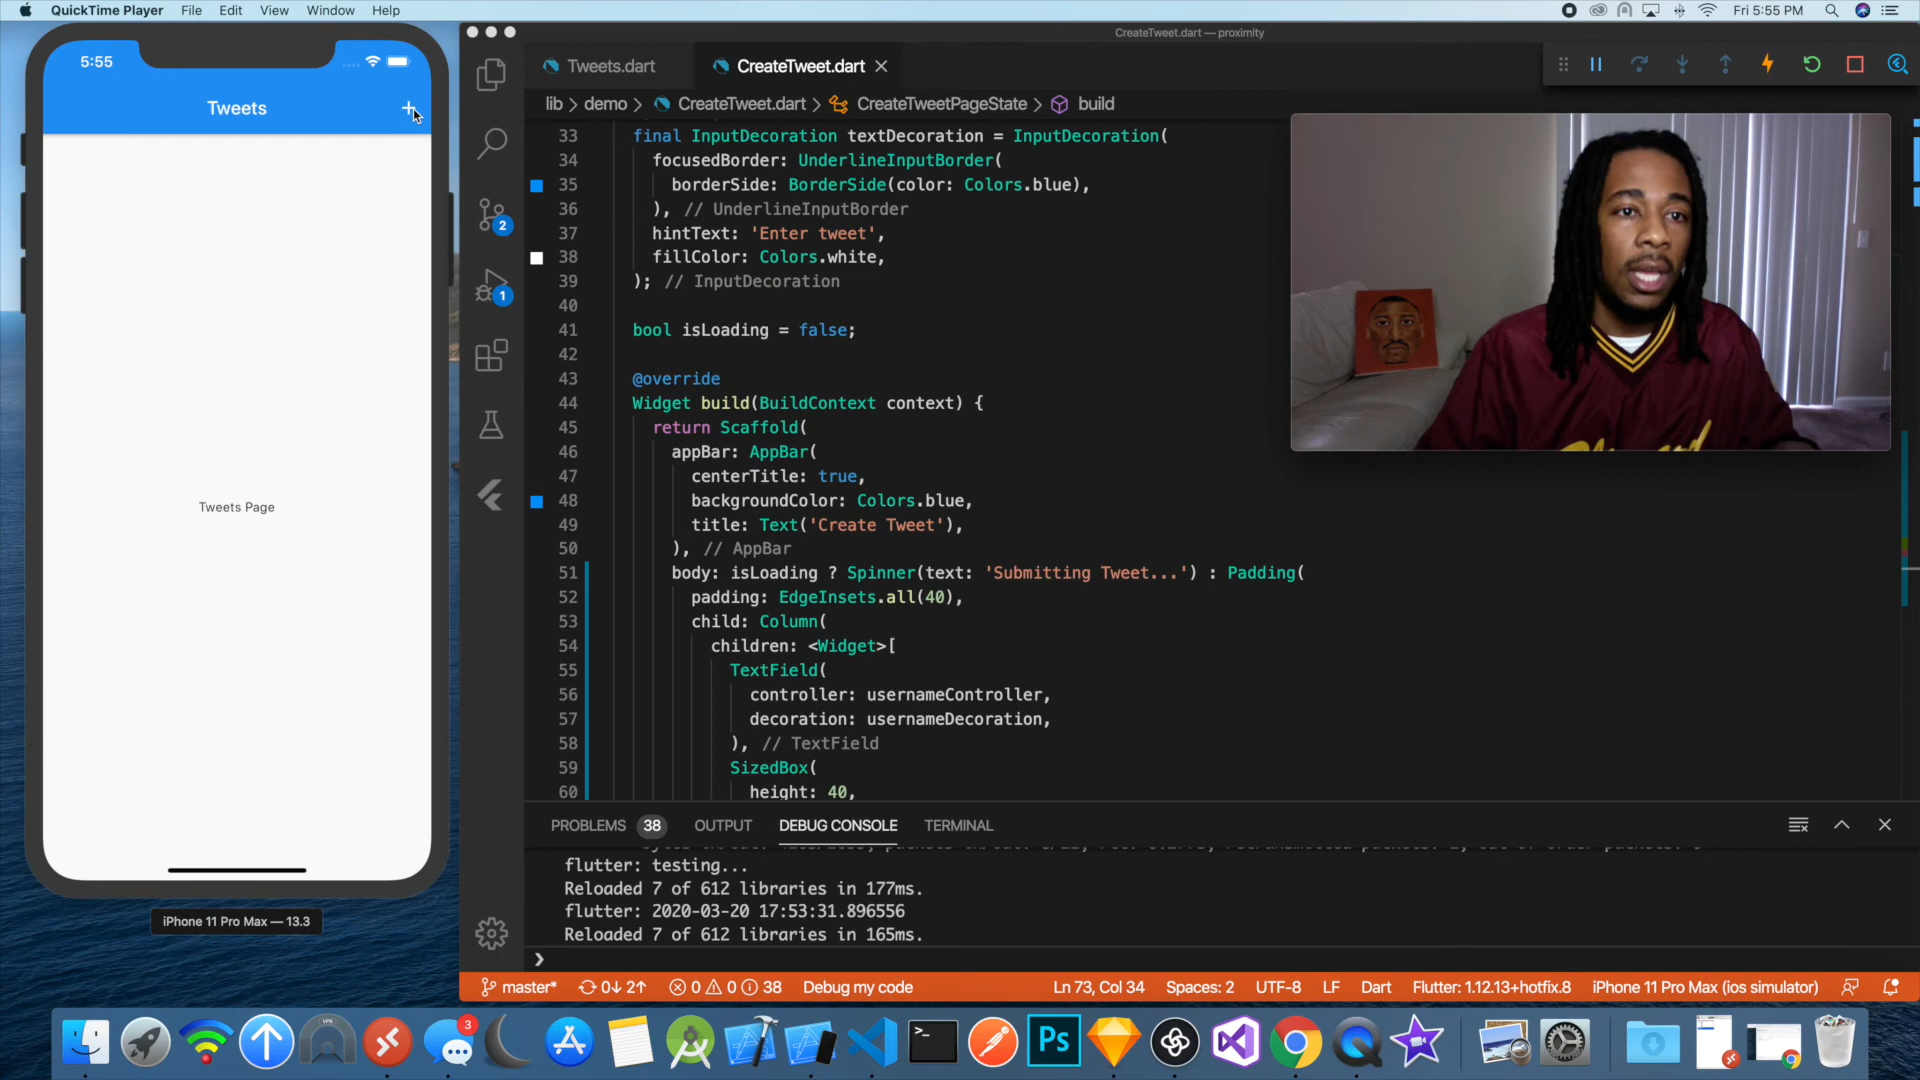 QuickTime Player File Edit View Window Help
Fri 5:55 PM
5:55
Tweets
+
Tweets Page
iPhone 11 Pro Max — 13.3
CreateTweet.dart — proximity
Tweets.dart
CreateTweet.dart
lib > demo > CreateTweet.dart > CreateTweetPageState > build
33 final InputDecoration textDecoration = InputDecoration(
34 focusedBorder: UnderlineInputBorder(
35 borderSide: BorderSide(color: Colors.blue),
36 ), // UnderlineInputBorder
37 hintText: 'Enter tweet',
38 fillColor: Colors.white,
39 ); // InputDecoration
40
41 bool isLoading = false;
42
43 @override
44 Widget build(BuildContext context) {
45 return Scaffold(
46 appBar: AppBar(
47 centerTitle: true,
48 backgroundColor: Colors.blue,
49 title: Text('Create Tweet'),
50 ), // AppBar
51 body: isLoading ? Spinner(text: 'Submitting Tweet...') : Padding(
52 padding: EdgeInsets.all(40),
53 child: Column(
54 children: <Widget>[
55 TextField(
56 controller: usernameController,
57 decoration: usernameDecoration,
58 ), // TextField
59 SizedBox(
60 height: 40,
2
1
PROBLEMS 38 OUTPUT DEBUG CONSOLE TERMINAL
flutter: testing...
Reloaded 7 of 612 libraries in 177ms.
flutter: 2020-03-20 17:53:31.896556
Reloaded 7 of 612 libraries in 165ms.
master* 0↓ 2↑ 0 0 38 Debug my code Ln 73, Col 34 Spaces: 2 UTF-8 LF Dart Flutter: 1.12.13+hotfix.8 iPhone 11 Pro Max (ios simulator)
VPN
3
Ps